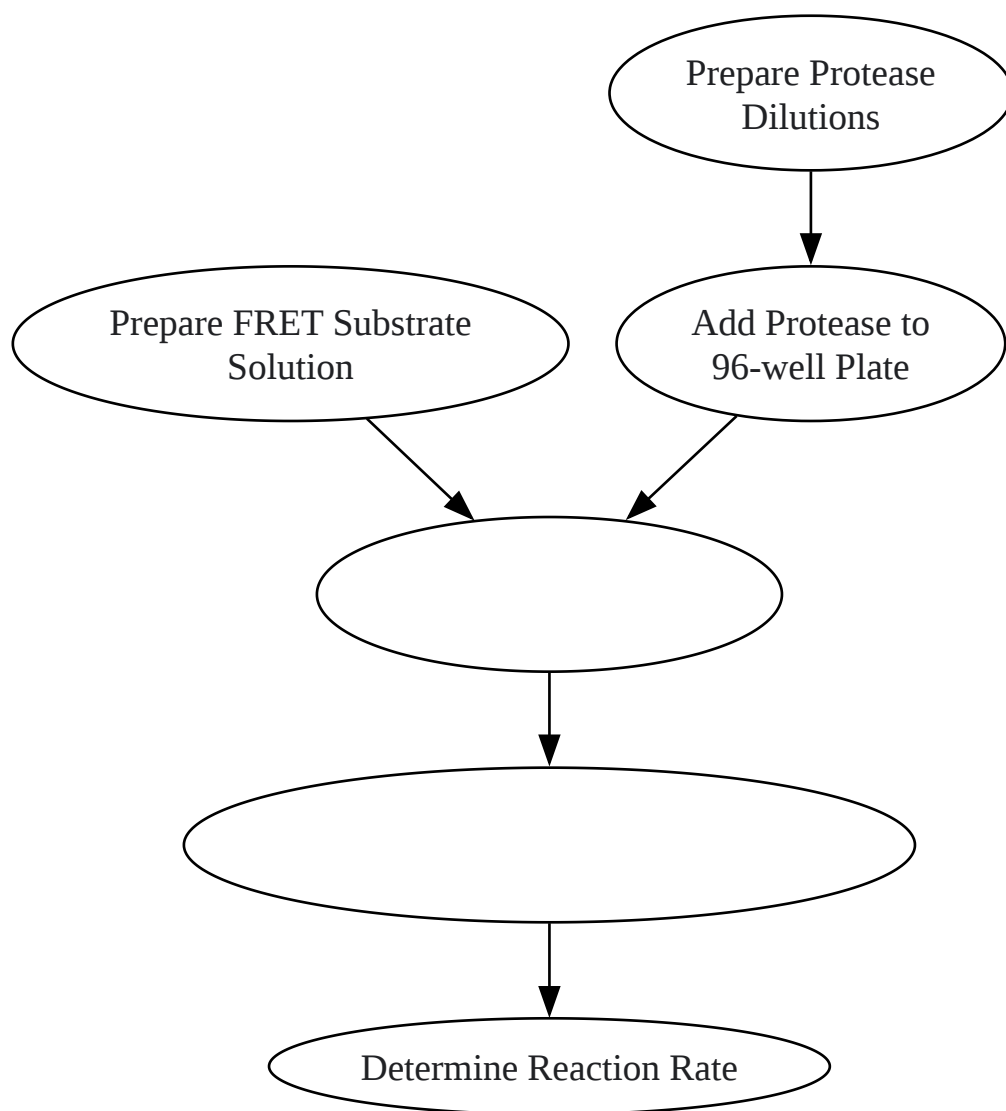 Prepare Protease
Dilutions
Prepare FRET Substrate
Solution
Add Protease to
96-well Plate
Determine Reaction Rate